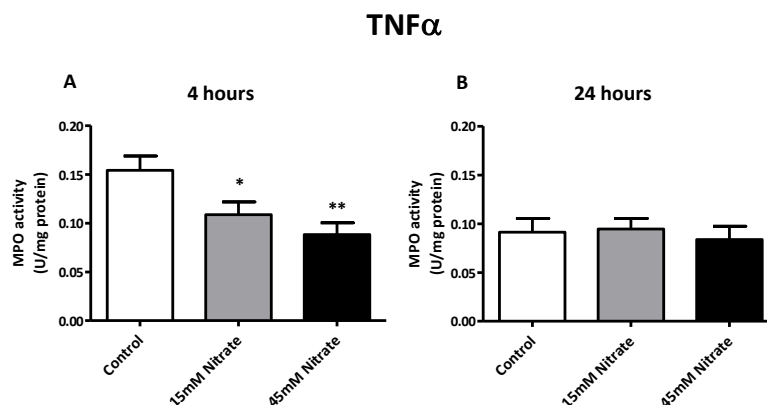 TNFα
A
4 hours
MPO activity
(U/mg protein)
0.20
0.15
0.10
0.05
0.00
*
**
Control
15mM Nitrate
45mM Nitrate
B
24 hours
MPO activity
(U/mg protein)
0.20
0.15
0.10
0.05
0.00
Control
15mM Nitrate
45mM Nitrate